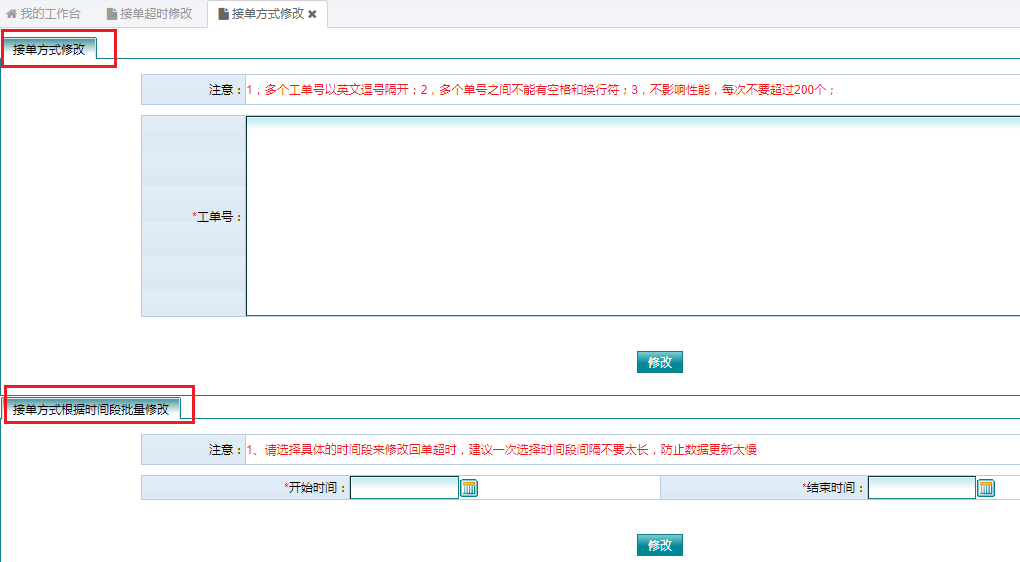 我的工作台 接单超时修改 接单方式修改
接单方式修改
注意：1，多个工单号以英文逗号隔开；2，多个单号之间不能有空格和换行符；3，不影响性能，每次不要超过200个；
*工单号：
修改
接单方式根据时间段批量修改
注意：1、请选择具体的时间段来修改回单超时，建议一次选择时间段间隔不要太长，防止数据更新太慢
*开始时间： *结束时间：
修改